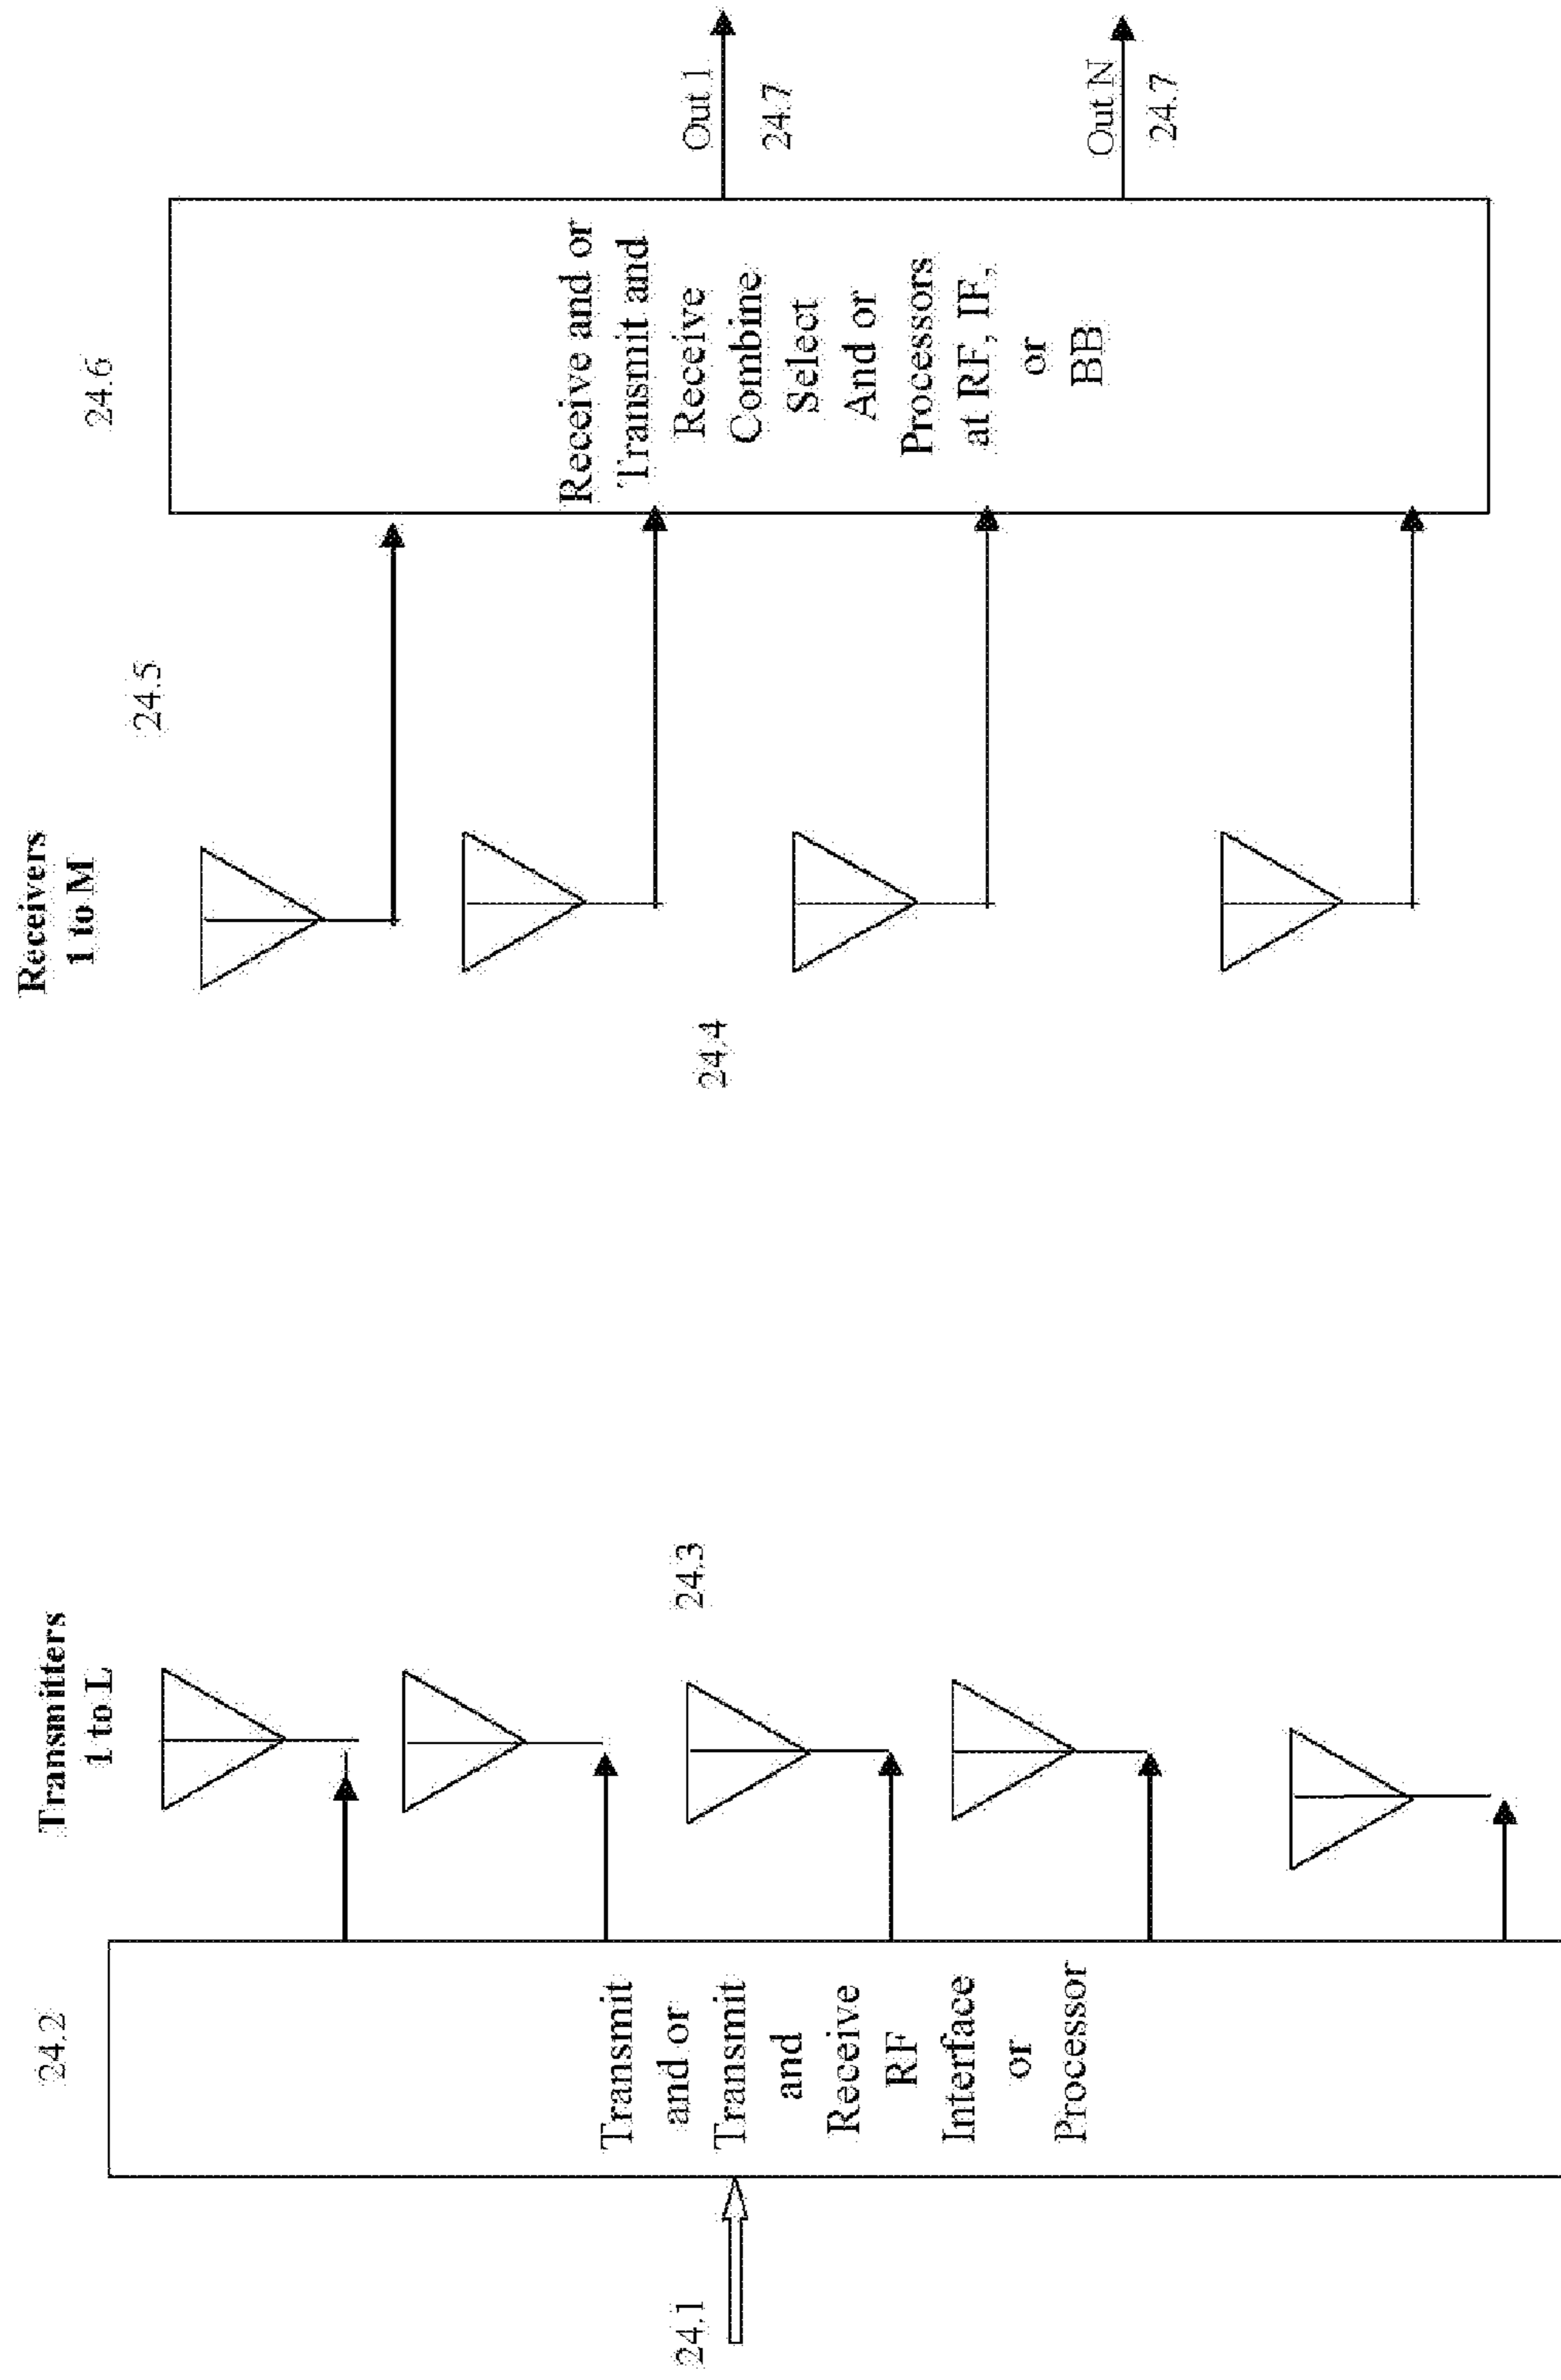 24.1
24.2
Transmit
and or
Transmit
and
Receive
RF
Interface
or
Processor
Transmitters
1 to L
24.3
24.4
Receivers
1 to M
24.5
24.6
Receive and or
Transmit and
Receive
Combine
Select
And or
Processors
at RF, IF,
or
BB
Out 1
24.7
Out N
24.7